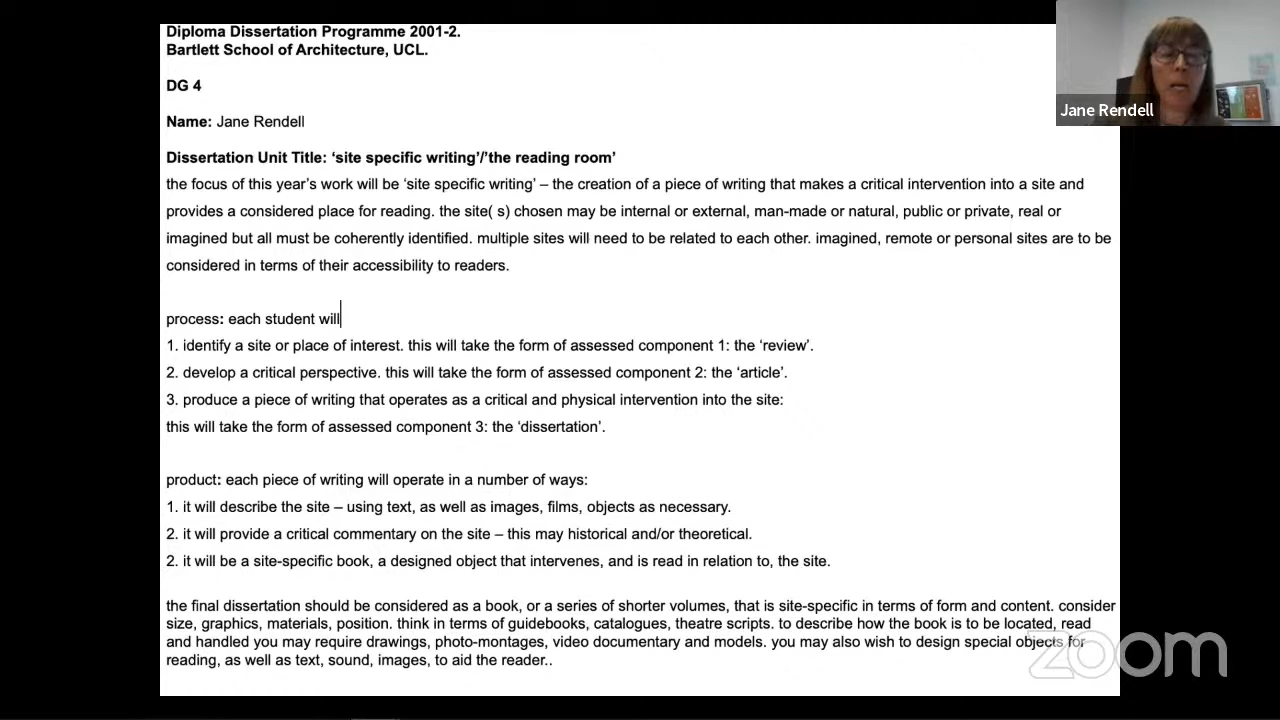 Diploma Dissertation Programme 2001-2.
Bartlett School of Architecture, UCL.
DG 4
Name: Jane Rendell
Dissertation Unit Title: ‘site specific writing’/’the reading room’
the focus of this year’s work will be ‘site specific writing’ – the creation of a piece of writing that makes a critical intervention into a site and
provides a considered place for reading. the site( s) chosen may be internal or external, man-made or natural, public or private, real or
imagined but all must be coherently identified. multiple sites will need to be related to each other. imagined, remote or personal sites are to be
considered in terms of their accessibility to readers.
process: each student will
1. identify a site or place of interest. this will take the form of assessed component 1: the ‘review’.
2. develop a critical perspective. this will take the form of assessed component 2: the ‘article’.
3. produce a piece of writing that operates as a critical and physical intervention into the site:
this will take the form of assessed component 3: the ‘dissertation’.
product: each piece of writing will operate in a number of ways:
1. it will describe the site – using text, as well as images, films, objects as necessary.
2. it will provide a critical commentary on the site – this may historical and/or theoretical.
2. it will be a site-specific book, a designed object that intervenes, and is read in relation to, the site.
the final dissertation should be considered as a book, or a series of shorter volumes, that is site-specific in terms of form and content. consider
size, graphics, materials, position. think in terms of guidebooks, catalogues, theatre scripts. to describe how the book is to be located, read
and handled you may require drawings, photo-montages, video documentary and models. you may also wish to design special objects for
reading, as well as text, sound, images, to aid the reader..
Jane Rendell
zoom